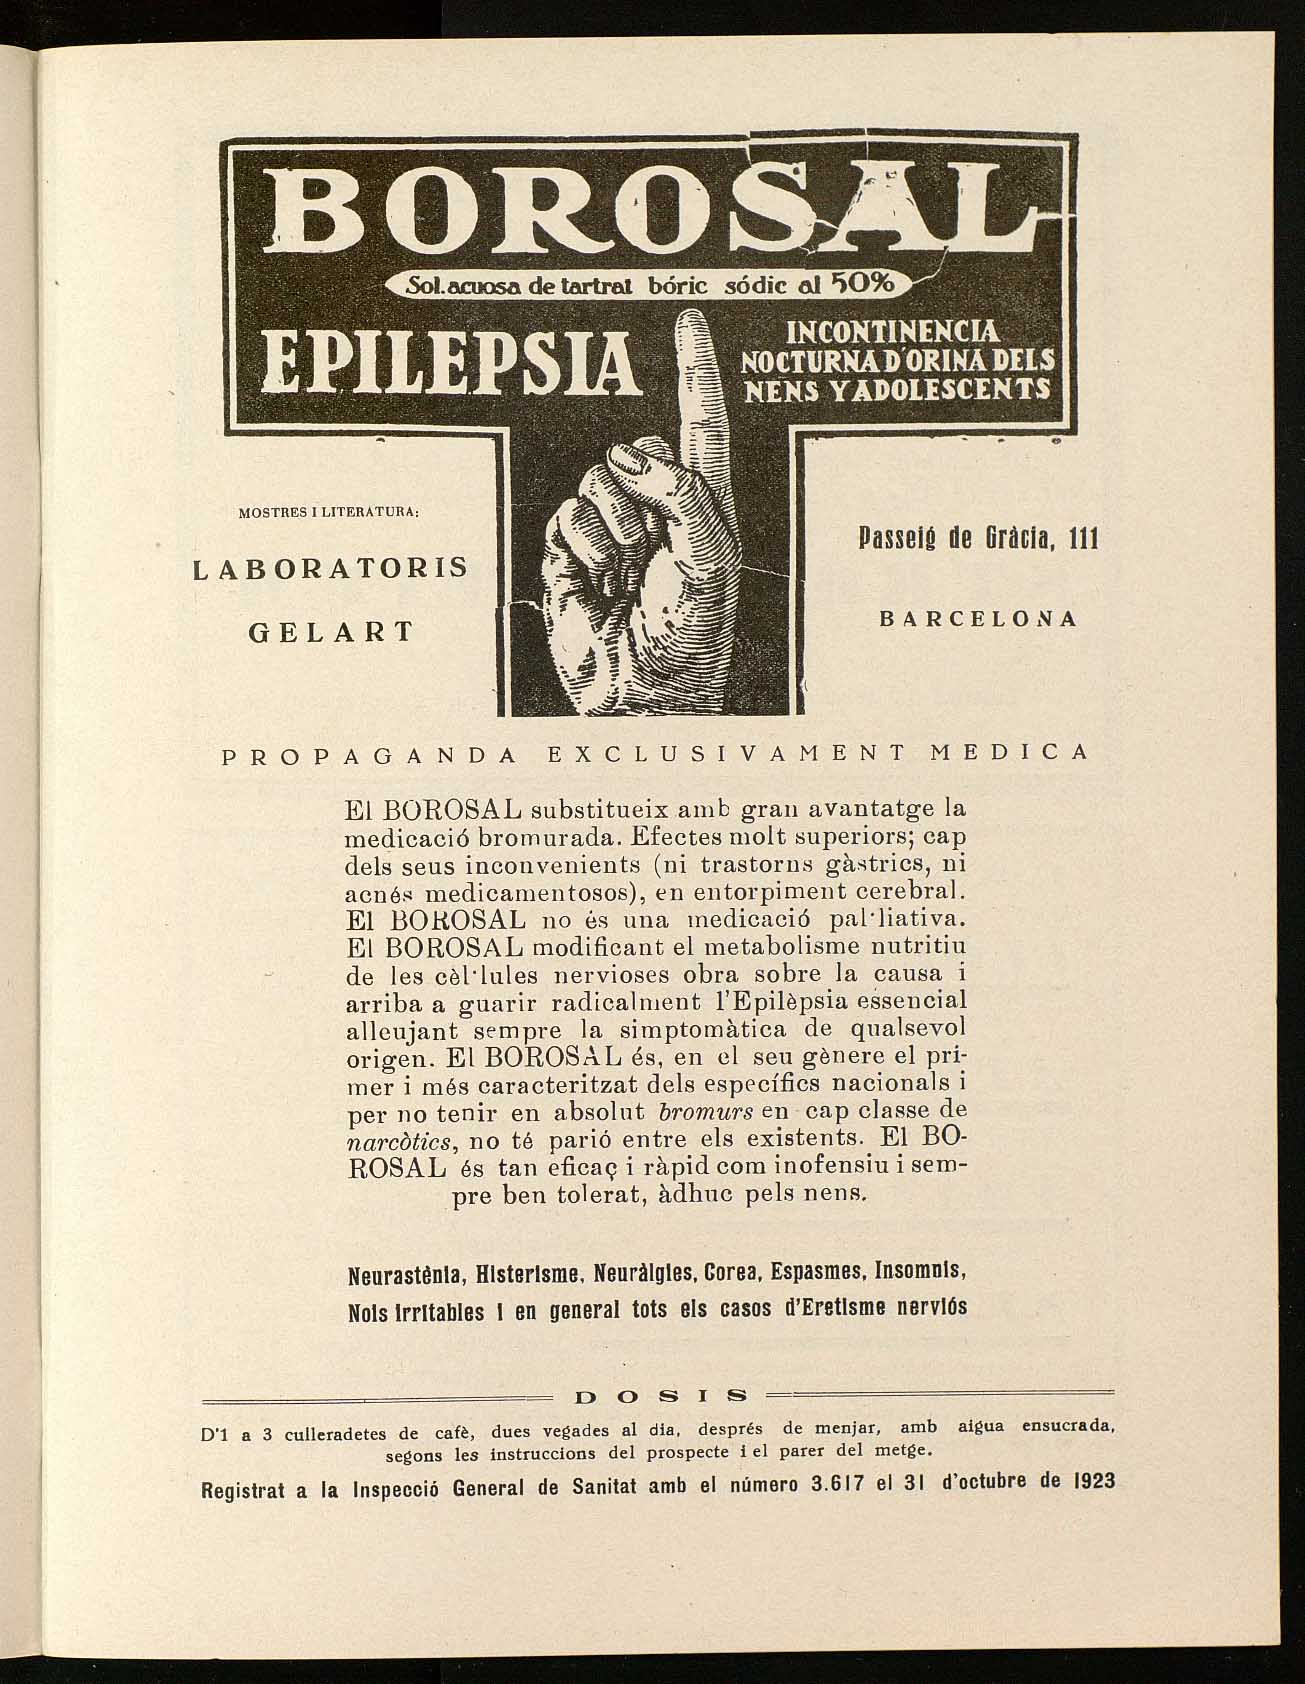 BOROSAL
Sol. acuosa de tartrat bóric sódic al 50%
EPILEPSIA
INCONTINENCIA
NOCTURNA D'ORINA DELS
NENS Y ADOLESCENTS
MOSTRES I LITERATURA:
LABORATORIS
GELART
Passeig de Gràcia, 111
BARCELONA
PROPAGANDA EXCLUSIVAMENT MEDICA
El BOROSAL substitueix amb gran avantatge la
medicació bromurada. Efectes molt superiors; cap
dels seus inconvenients (ni trastorns gàstrics, ni
acnés medicamentosos), en entorpiment cerebral.
El BOROSAL no és una medicació pal·liativa.
El BOROSAL modificant el metabolisme nutritiu
de les cèl·lules nervioses obra sobre la causa i
arriba a guarir radicalment l'Epilèpsia essencial
alleujant sempre la simptomàtica de qualsevol
origen. El BOROSAL és, en el seu gènere el pri-
mer i més caracteritzat dels específics nacionals i
per no tenir en absolut bromurs en cap classe de
narcòtics, no té parió entre els existents. El BO-
ROSAL és tan eficaç i ràpid com inofensiu i sem-
pre ben tolerat, àdhuc pels nens.
Neurastènia, Histerisme, Neuràlgies, Corea, Espasmes, Insomnis,
Nois irritables i en general tots els casos d'Eretisme nerviós
DOSIS
D'1 a 3 culleradetes de cafè, dues vegades al dia, després de menjar, amb aigua ensucrada,
segons les instruccions del prospecte i el parer del metge.
Registrat a la Inspecció General de Sanitat amb el número 3.617 el 31 d'octubre de 1923